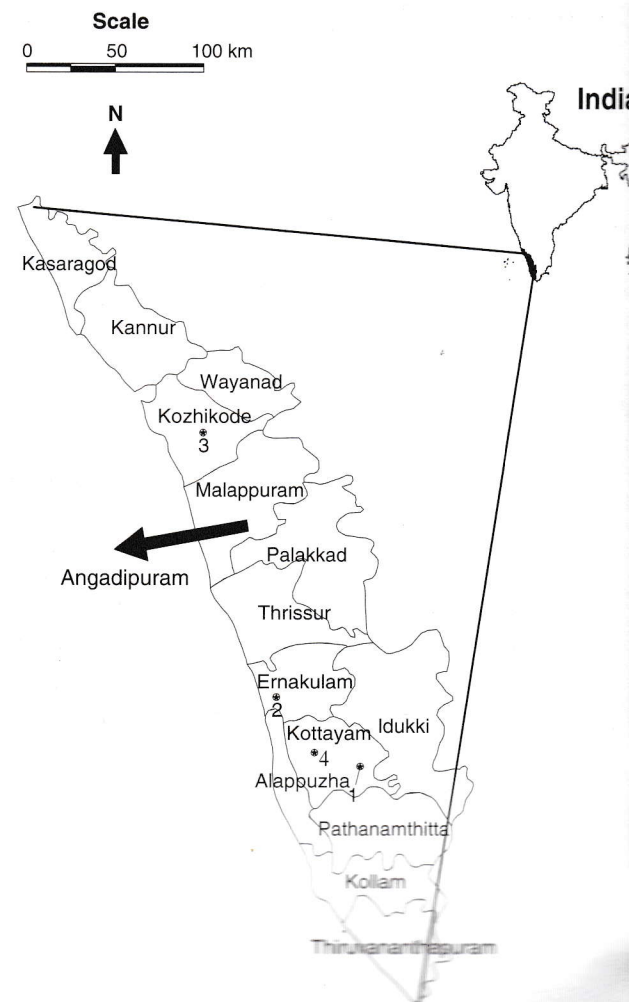 Scale
0 50 100 km
N
India
Kasaragod
Kannur
Wayanad
Kozhikode
3
Malappuram
Palakkad
Angadipuram
Thrissur
Ernakulam
2
Idukki
Kottayam
4
Alappuzha
1
Pathanamthitta
Kollam
Thiruvananthapuram